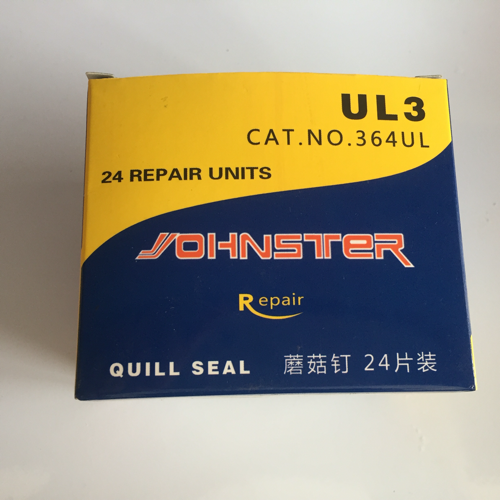 UL3
CAT.NO.364UL
24 REPAIR UNITS
JOHNSTER
Repair
QUILL SEAL 蘑菇钉 24片装